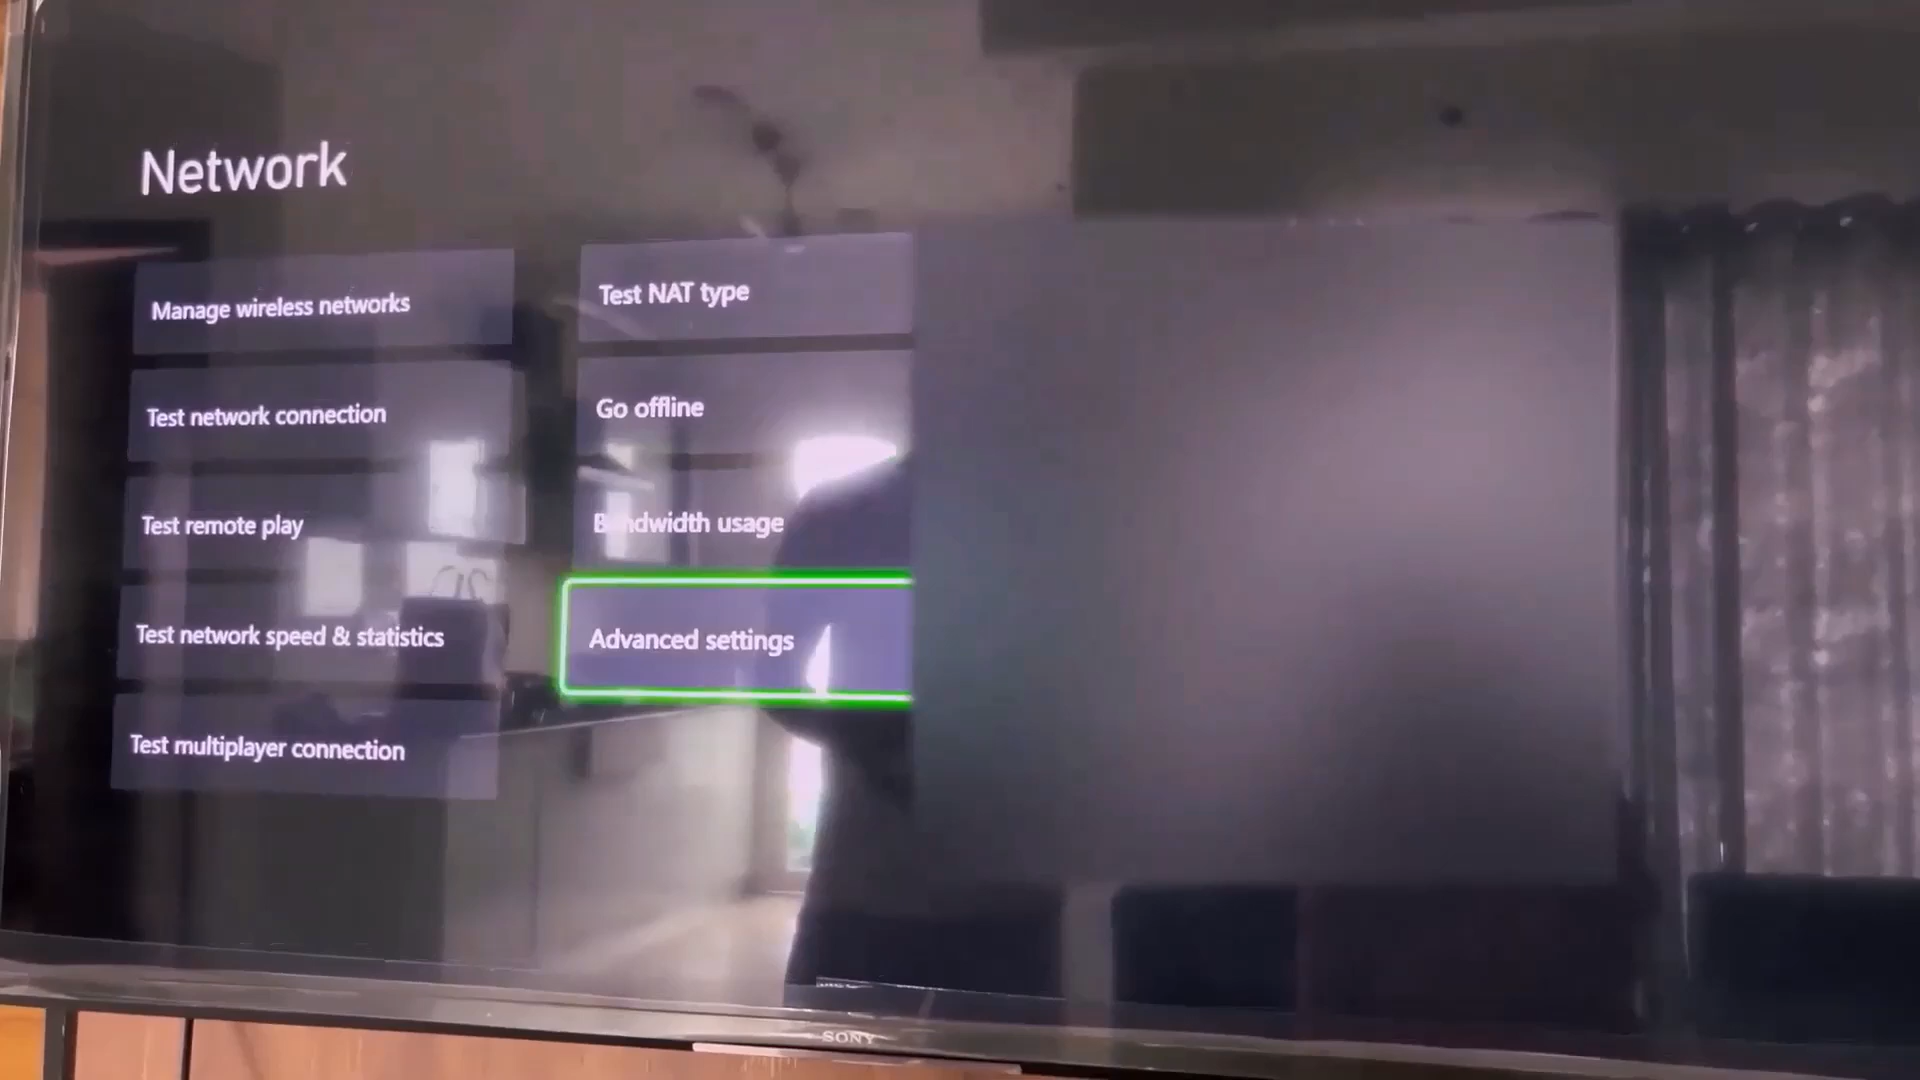 Network
Manage wireless networks
Test network connection
Test remote play
Test network speed & statistics
Test multiplayer connection
Test NAT type
Go offline
Bandwidth usage
Advanced settings
SONY